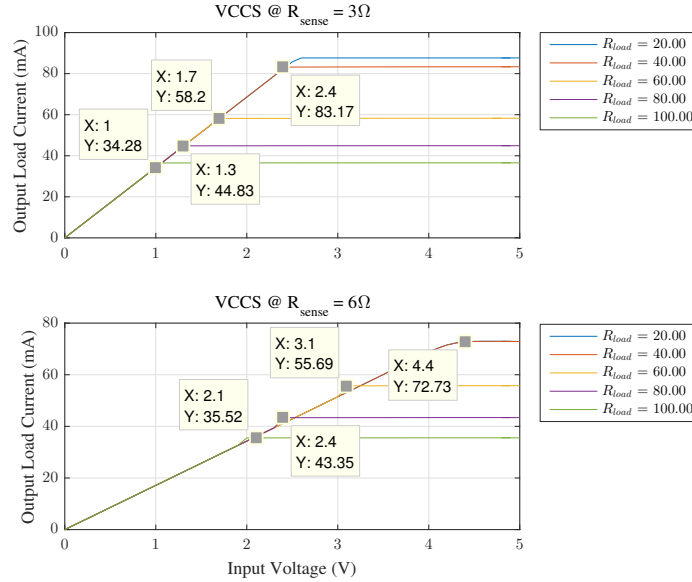 VCCS @ R_sense = 3Ω
Output Load Current (mA)
100
80
60
40
20
0
0 1 2 3 4 5
X: 1
Y: 34.28
X: 1.7
Y: 58.2
X: 2.4
Y: 83.17
X: 1.3
Y: 44.83
R_load = 20.00
R_load = 40.00
R_load = 60.00
R_load = 80.00
R_load = 100.00
VCCS @ R_sense = 6Ω
Output Load Current (mA)
80
60
40
20
0
0 1 2 3 4 5
Input Voltage (V)
X: 2.1
Y: 35.52
X: 3.1
Y: 55.69
X: 4.4
Y: 72.73
X: 2.4
Y: 43.35
R_load = 20.00
R_load = 40.00
R_load = 60.00
R_load = 80.00
R_load = 100.00